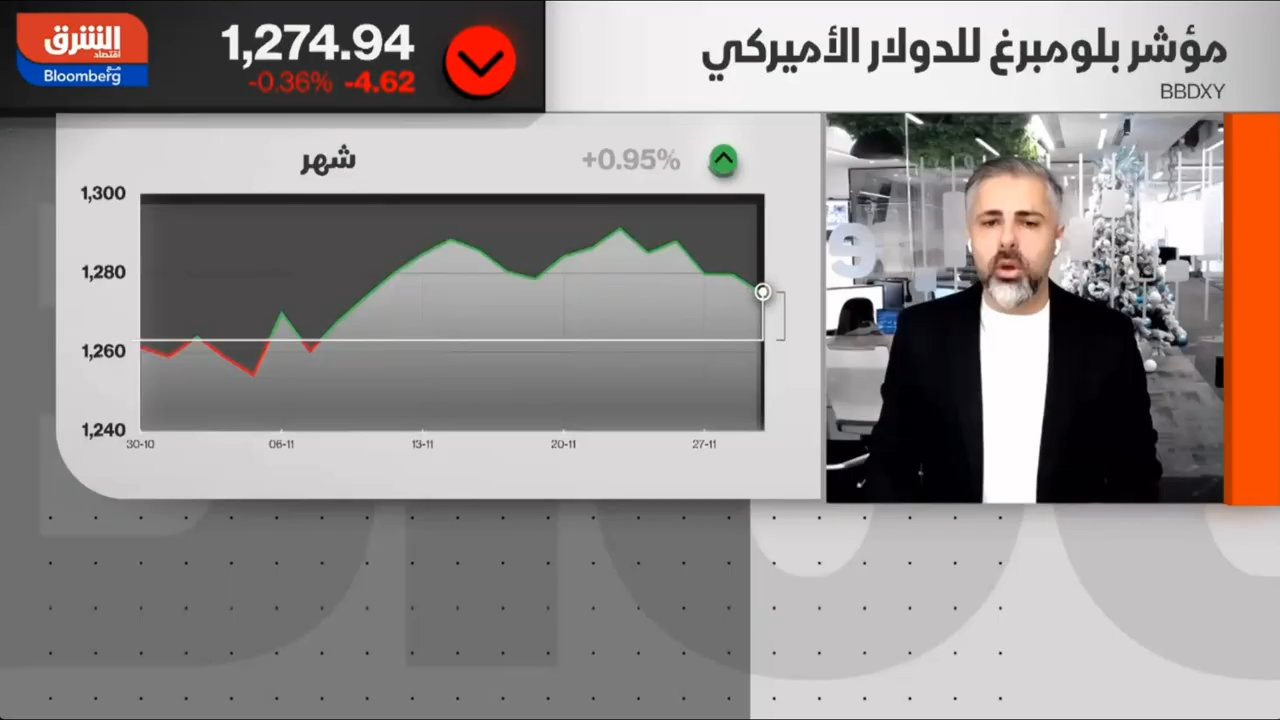 الشرق
اقتصاد
مع
Bloomberg
1,274.94
-0.36% -4.62
مؤشر بلومبرغ للدولار الأميركي
BBDXY
شهر
+0.95%
1,300
1,280
1,260
1,240
30-10
06-11
13-11
20-11
27-11